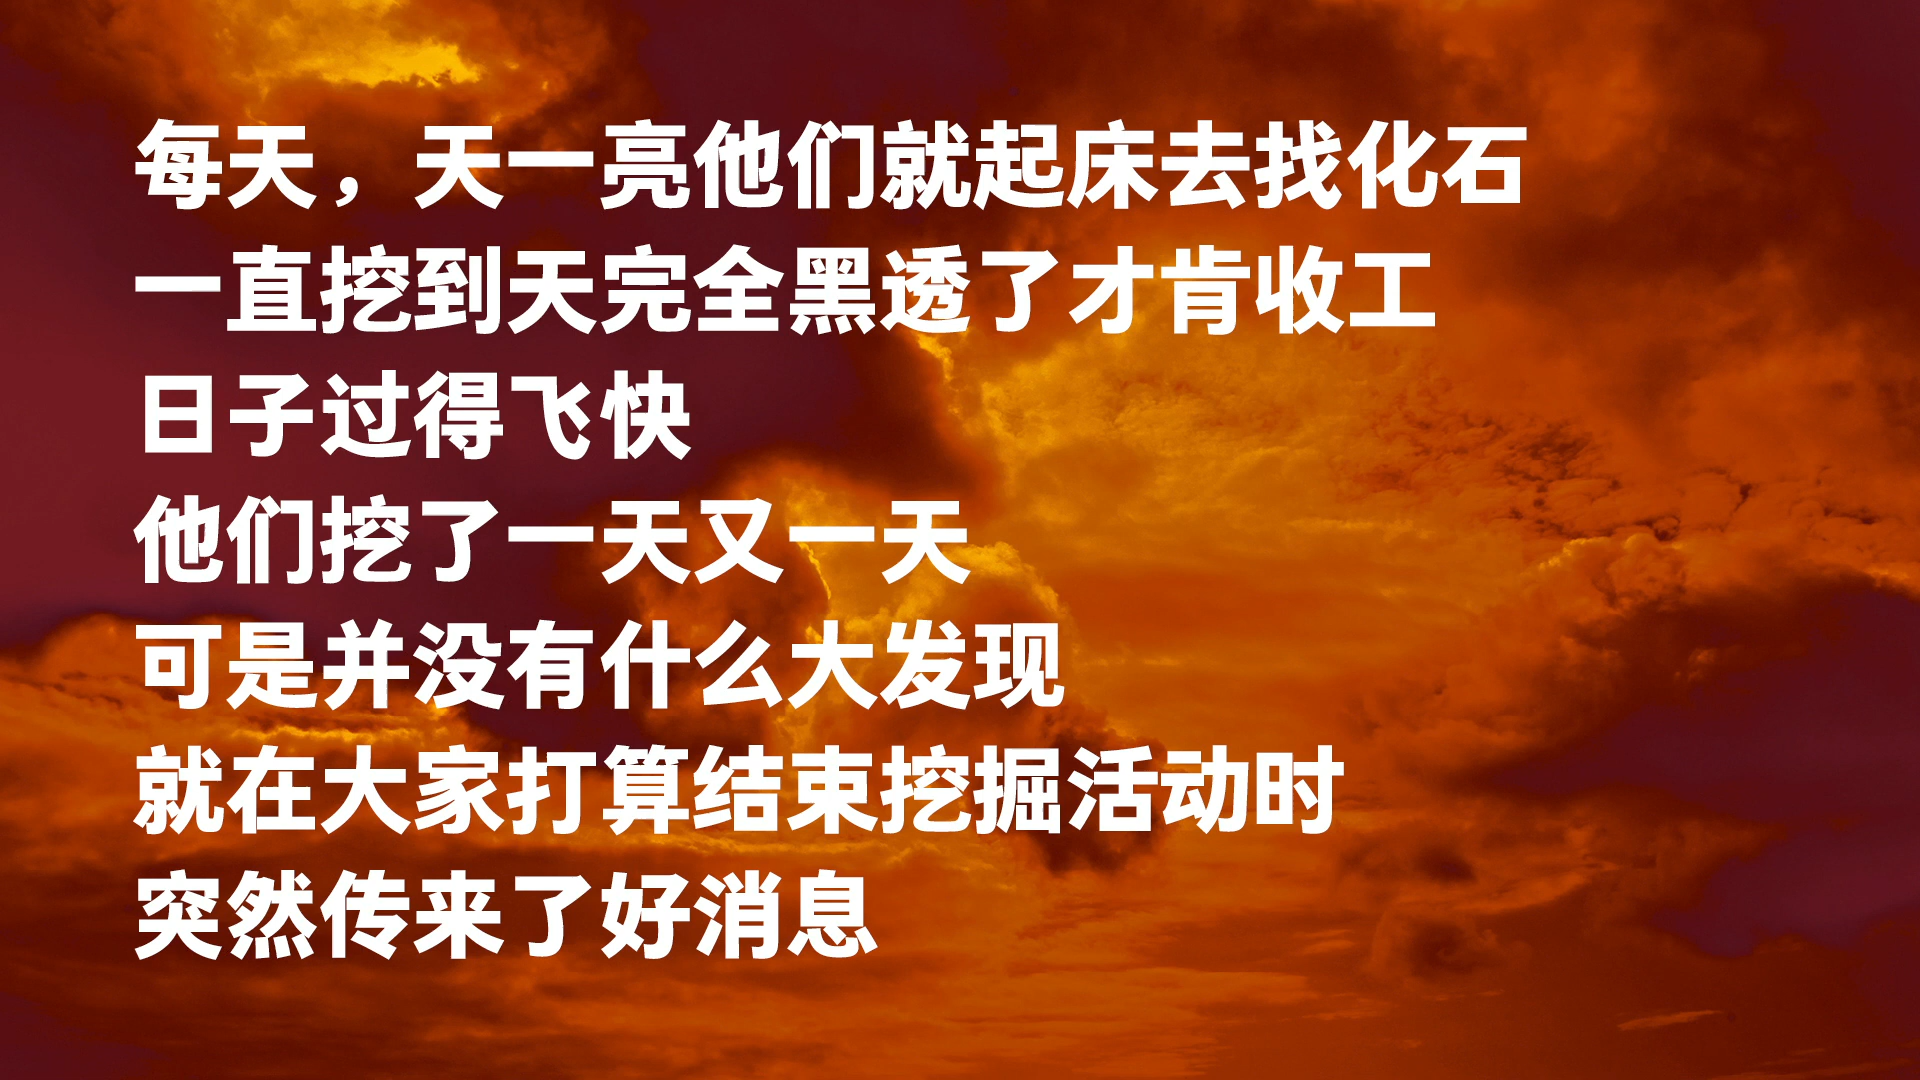 每天，天一亮他们就起床去找化石
一直挖到天完全黑透了才肯收工
日子过得飞快
他们挖了一天又一天
可是并没有什么大发现
就在大家打算结束挖掘活动时
突然传来了好消息